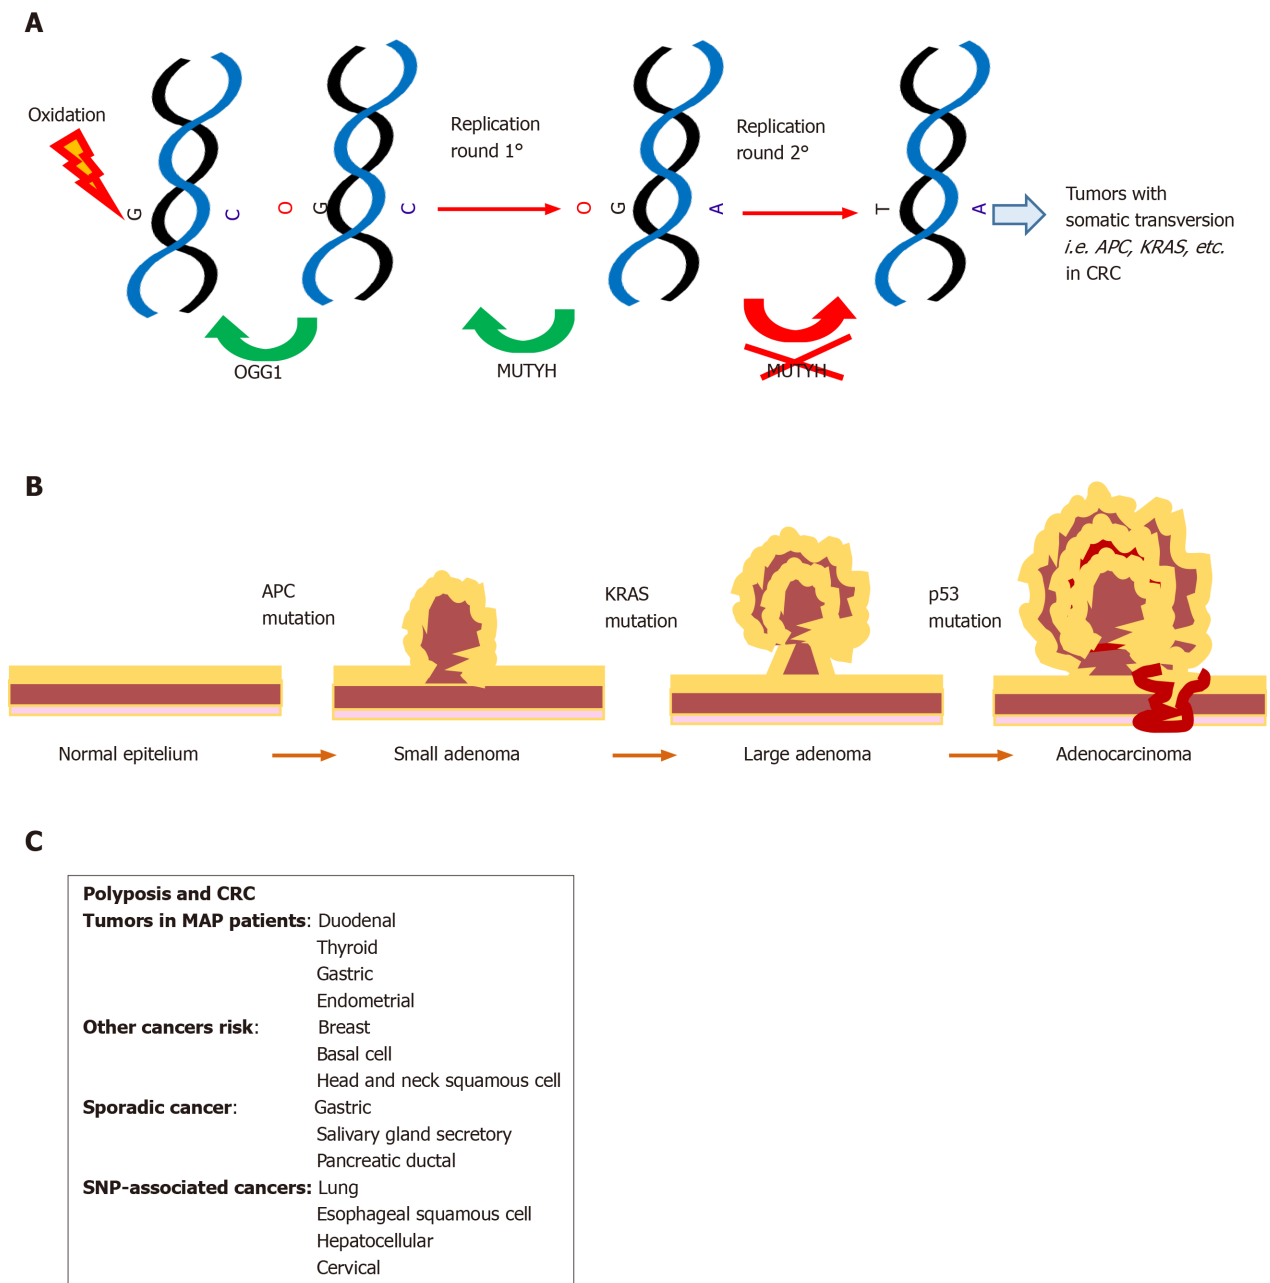 A
Oxidation
G
C
O
G
C
Replication
round 1°
O
G
A
Replication
round 2°
T
A
Tumors with
somatic transversion
i.e. APC, KRAS, etc.
in CRC
OGG1
MUTYH
MUTYH
B
APC
mutation
KRAS
mutation
p53
mutation
Normal epitelium
Small adenoma
Large adenoma
Adenocarcinoma
C
Polyposis and CRC
Tumors in MAP patients: Duodenal
Thyroid
Gastric
Endometrial
Other cancers risk: Breast
Basal cell
Head and neck squamous cell
Sporadic cancer: Gastric
Salivary gland secretory
Pancreatic ductal
SNP-associated cancers: Lung
Esophageal squamous cell
Hepatocellular
Cervical